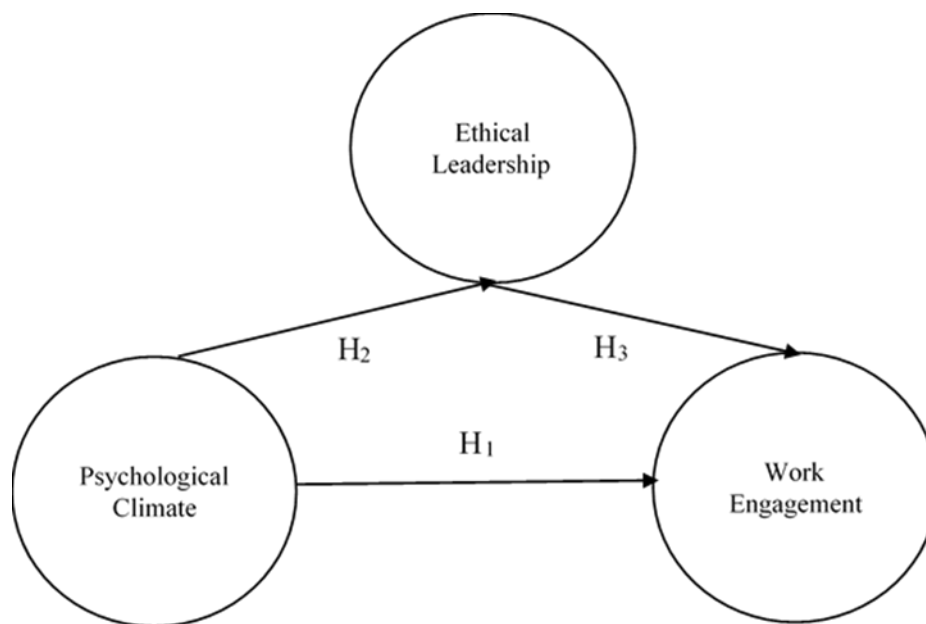 Ethical
Leadership
H2
H3
H1
Psychological
Climate
Work
Engagement